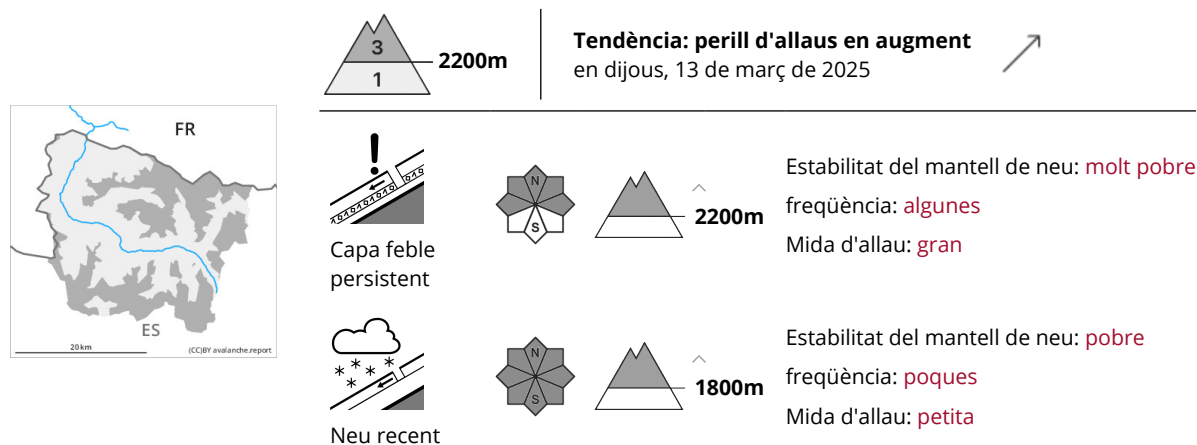 3
1
2200m
Tendència: perill d'allaus en augment
en dijous, 13 de març de 2025
FR
ES
20 km
(CC)BY avalanche.report
N
S
2200m
Capa feble
persistent
Estabilitat del mantell de neu: molt pobre
freqüència: algunes
Mida d'allau: gran
N
S
1800m
Neu recent
Estabilitat del mantell de neu: pobre
freqüència: poques
Mida d'allau: petita